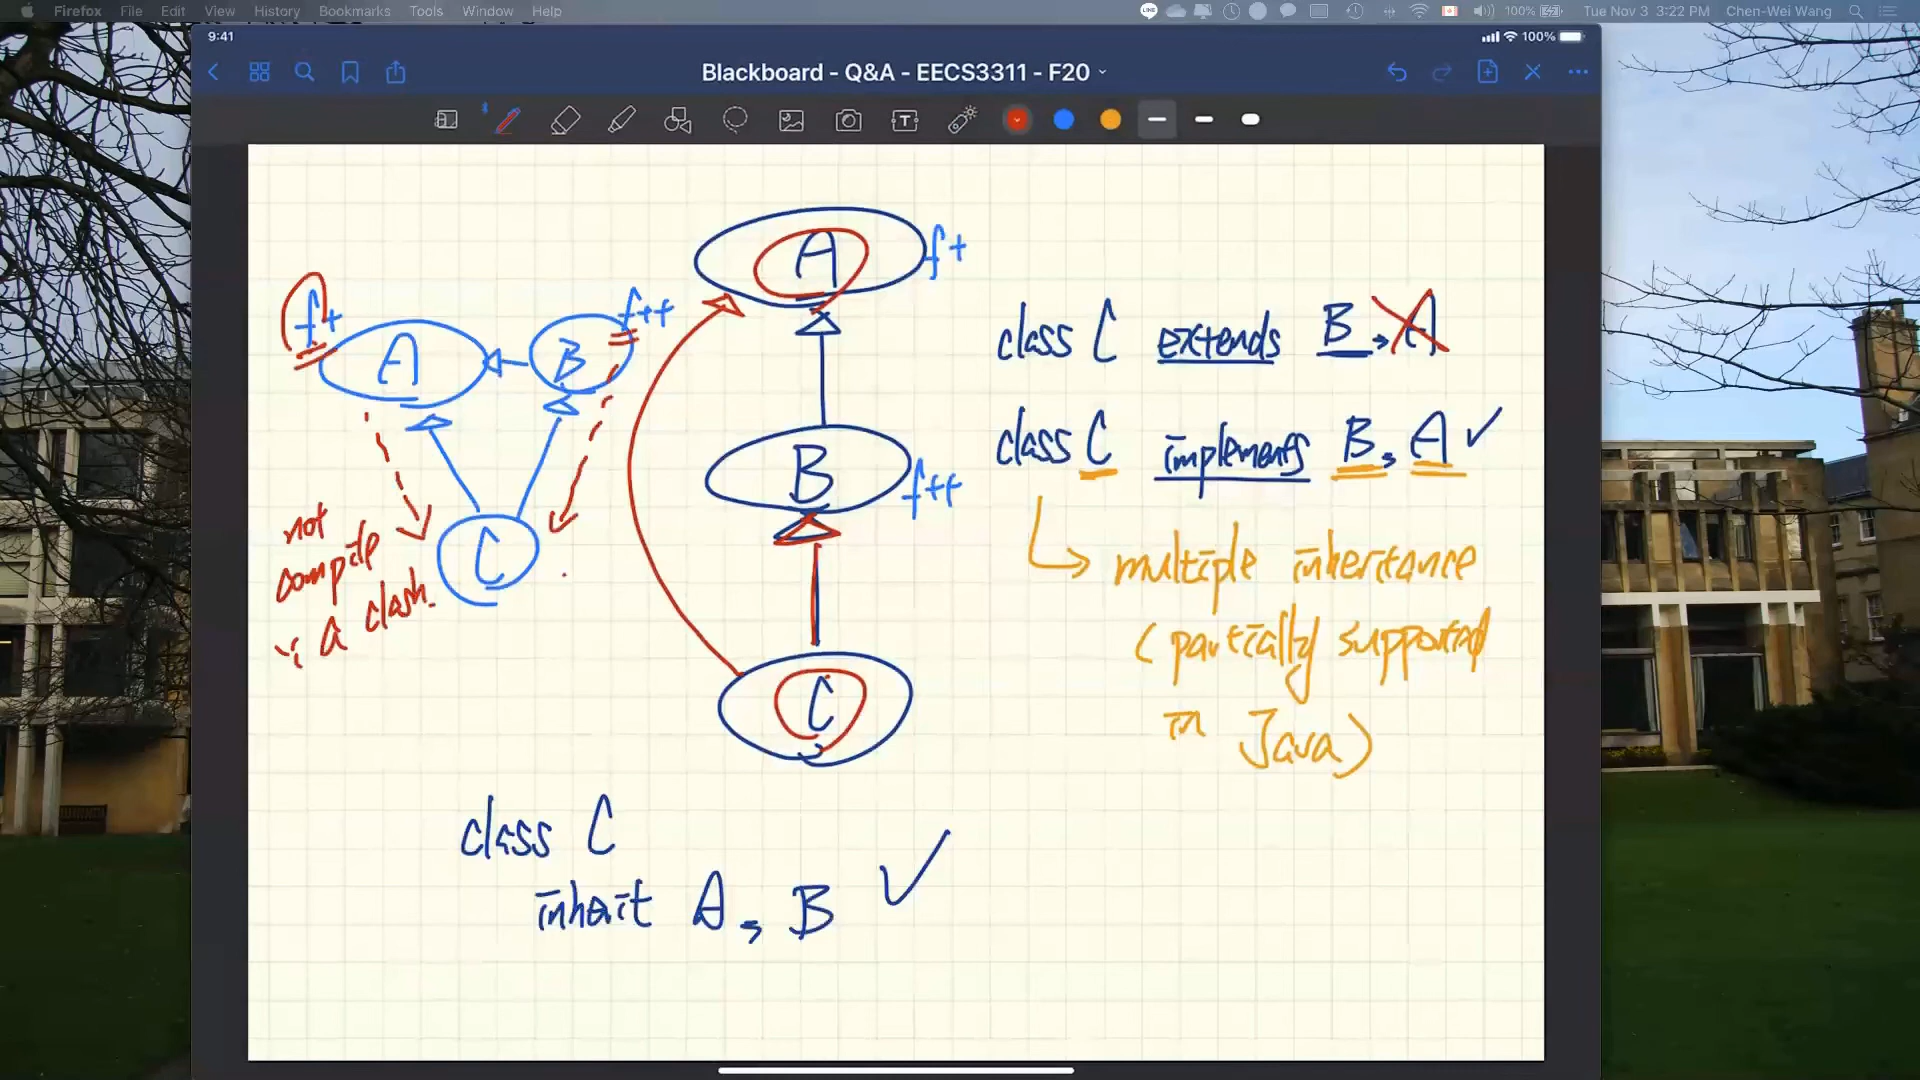 Firefox File Edit View History Bookmarks Tools Window Help
100% Tue Nov 3 3:22 PM Chen-Wei Wang
9:41
100%
Blackboard - Q&A - EECS3311 - F20
A f+
f+ A B f++
C
not
compile
∵ a clash.
B f++
C
class C extends B, A
class C implements B, A ✓
multiple inheritance
(partially supported
in Java)
class C
inherit A, B ✓